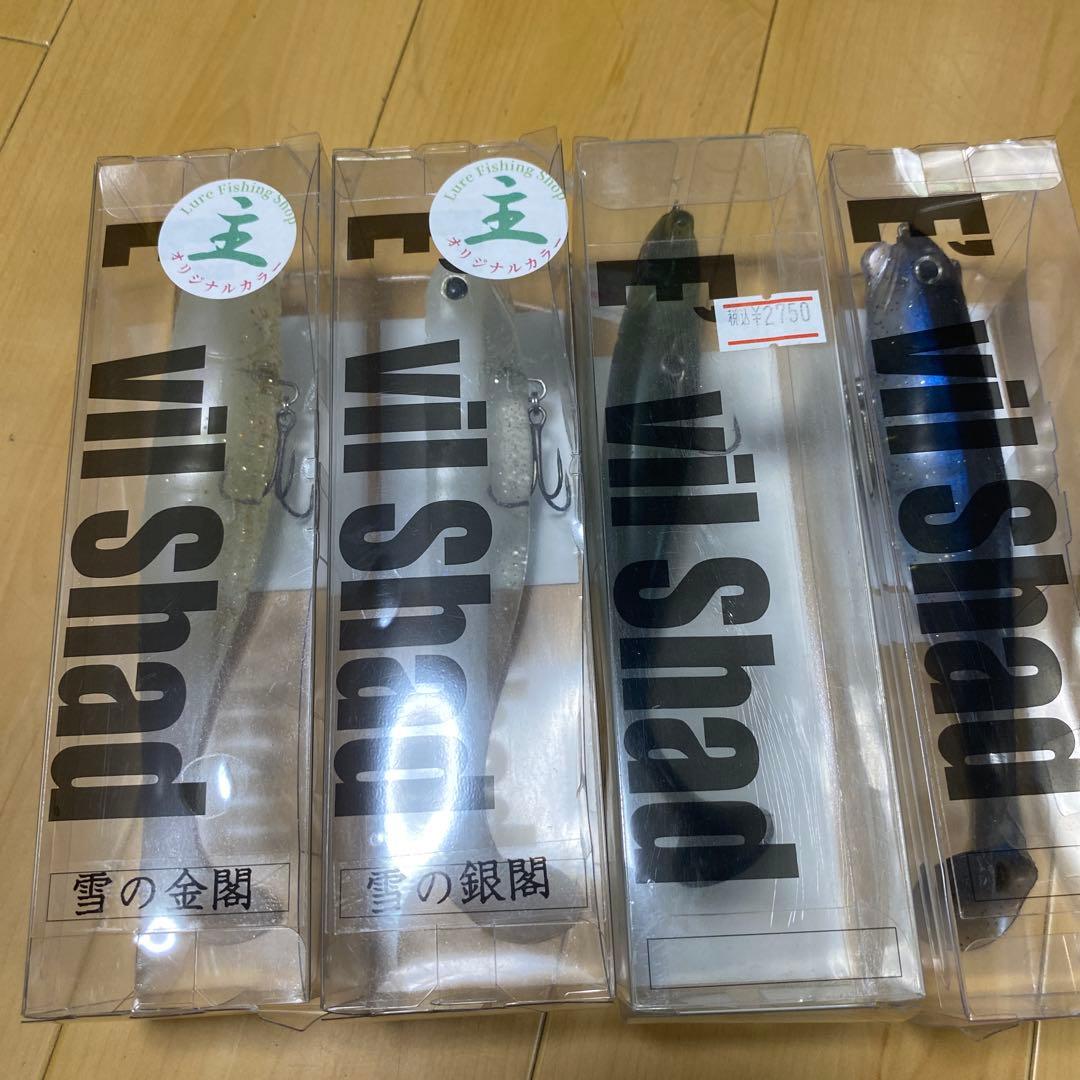 Lure Fishing Shop
主
オリジナルカラー
E'vil Shad
雪の金閣
Lure Fishing Shop
主
オリジナルカラー
E'vil Shad
雪の銀閣
E'vil Shad
税込¥2750
E'vil Shad